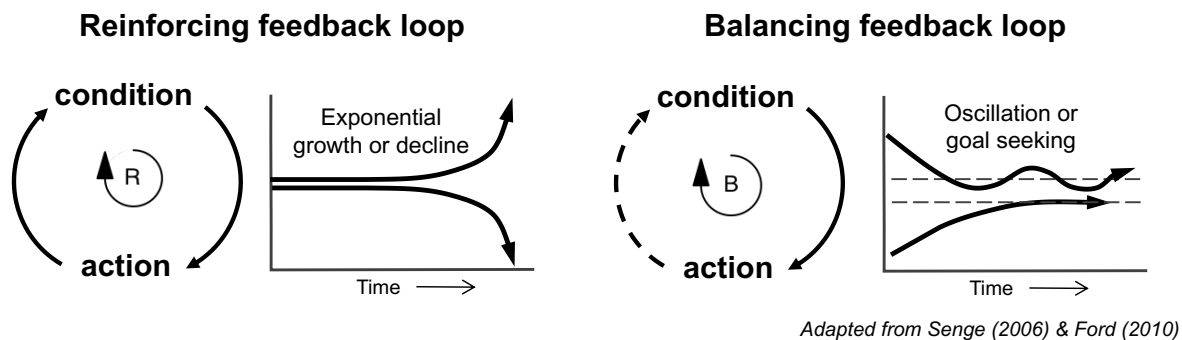 Reinforcing feedback loop
condition
R
action
Exponential
growth or decline
Time
Balancing feedback loop
condition
B
action
Oscillation or
goal seeking
Time
Adapted from Senge (2006) & Ford (2010)